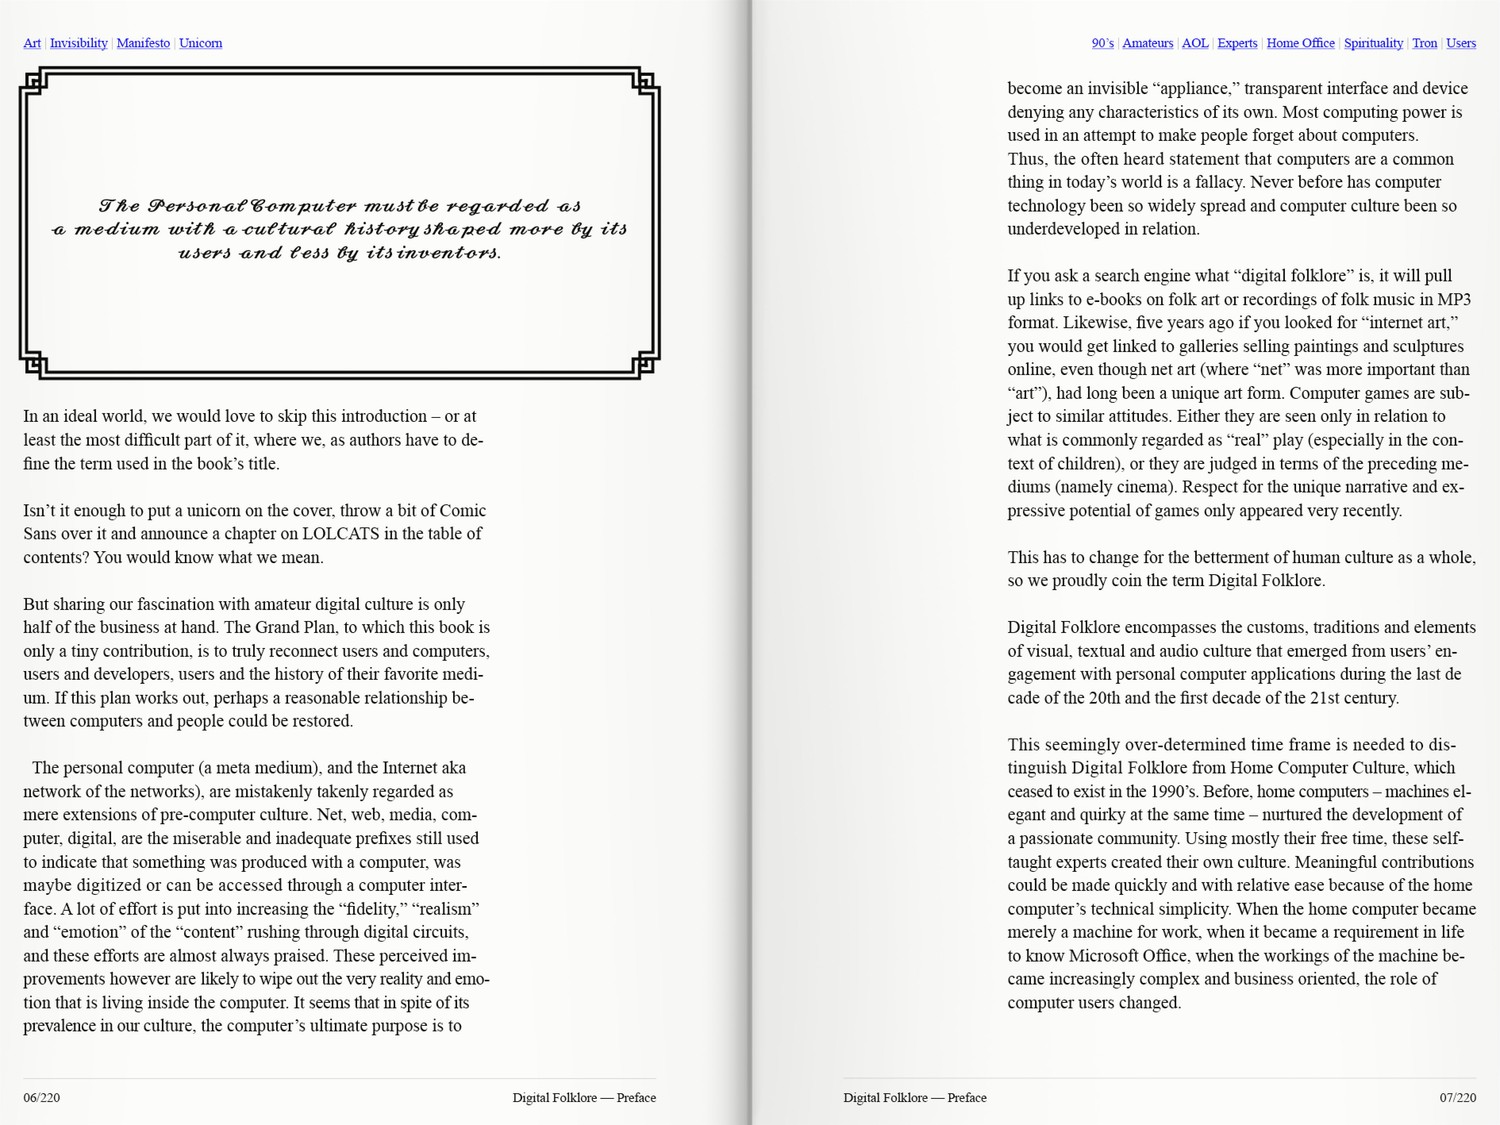 Art | Invisibility | Manifesto | Unicorn
The Personal Computer must be regarded as
a medium with a cultural history shaped more by its
users and less by its inventors.
In an ideal world, we would love to skip this introduction – or at
least the most difficult part of it, where we, as authors have to de-
fine the term used in the book’s title.
Isn’t it enough to put a unicorn on the cover, throw a bit of Comic
Sans over it and announce a chapter on LOLCATS in the table of
contents? You would know what we mean.
But sharing our fascination with amateur digital culture is only
half of the business at hand. The Grand Plan, to which this book is
only a tiny contribution, is to truly reconnect users and computers,
users and developers, users and the history of their favorite medi-
um. If this plan works out, perhaps a reasonable relationship be-
tween computers and people could be restored.
The personal computer (a meta medium), and the Internet aka
network of the networks), are mistakenly takenly regarded as
mere extensions of pre-computer culture. Net, web, media, com-
puter, digital, are the miserable and inadequate prefixes still used
to indicate that something was produced with a computer, was
maybe digitized or can be accessed through a computer inter-
face. A lot of effort is put into increasing the “fidelity,” “realism”
and “emotion” of the “content” rushing through digital circuits,
and these efforts are almost always praised. These perceived im-
provements however are likely to wipe out the very reality and emo-
tion that is living inside the computer. It seems that in spite of its
prevalence in our culture, the computer’s ultimate purpose is to
06/220
Digital Folklore — Preface
90’s | Amateurs | AOL | Experts | Home Office | Spirituality | Tron | Users
become an invisible “appliance,” transparent interface and device
denying any characteristics of its own. Most computing power is
used in an attempt to make people forget about computers.
Thus, the often heard statement that computers are a common
thing in today’s world is a fallacy. Never before has computer
technology been so widely spread and computer culture been so
underdeveloped in relation.
If you ask a search engine what “digital folklore” is, it will pull
up links to e-books on folk art or recordings of folk music in MP3
format. Likewise, five years ago if you looked for “internet art,”
you would get linked to galleries selling paintings and sculptures
online, even though net art (where “net” was more important than
“art”), had long been a unique art form. Computer games are sub-
ject to similar attitudes. Either they are seen only in relation to
what is commonly regarded as “real” play (especially in the con-
text of children), or they are judged in terms of the preceding me-
diums (namely cinema). Respect for the unique narrative and ex-
pressive potential of games only appeared very recently.
This has to change for the betterment of human culture as a whole,
so we proudly coin the term Digital Folklore.
Digital Folklore encompasses the customs, traditions and elements
of visual, textual and audio culture that emerged from users’ en-
gagement with personal computer applications during the last de
cade of the 20th and the first decade of the 21st century.
This seemingly over-determined time frame is needed to dis-
tinguish Digital Folklore from Home Computer Culture, which
ceased to exist in the 1990’s. Before, home computers – machines el-
egant and quirky at the same time – nurtured the development of
a passionate community. Using mostly their free time, these self-
taught experts created their own culture. Meaningful contributions
could be made quickly and with relative ease because of the home
computer’s technical simplicity. When the home computer became
merely a machine for work, when it became a requirement in life
to know Microsoft Office, when the workings of the machine be-
came increasingly complex and business oriented, the role of
computer users changed.
Digital Folklore — Preface
07/220